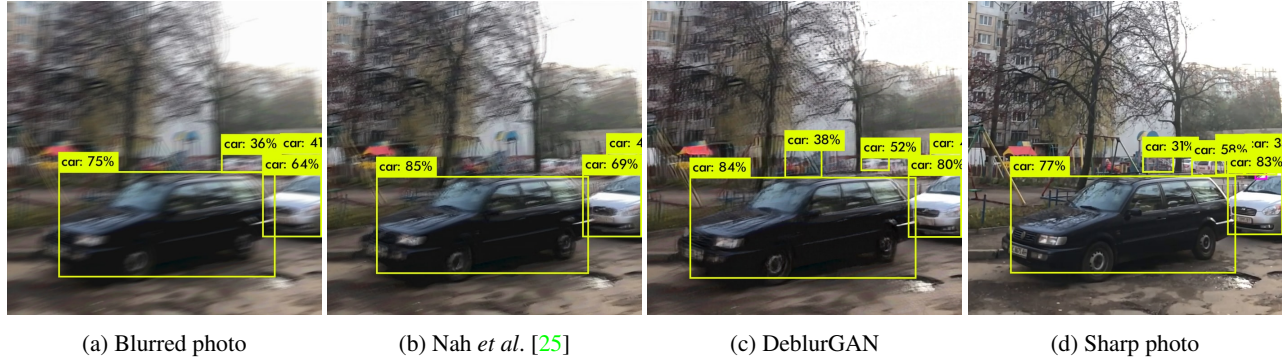 car: 36%
car: 41
car: 75%
car: 64%
car: 4
car: 85%
car: 69%
car: 38%
car: 52%
car: 4
car: 84%
car: 80%
car: 31%
car: 58%
car: 3
car: 77%
car: 83%
(a) Blurred photo
(b) Nah et al. [25]
(c) DeblurGAN
(d) Sharp photo